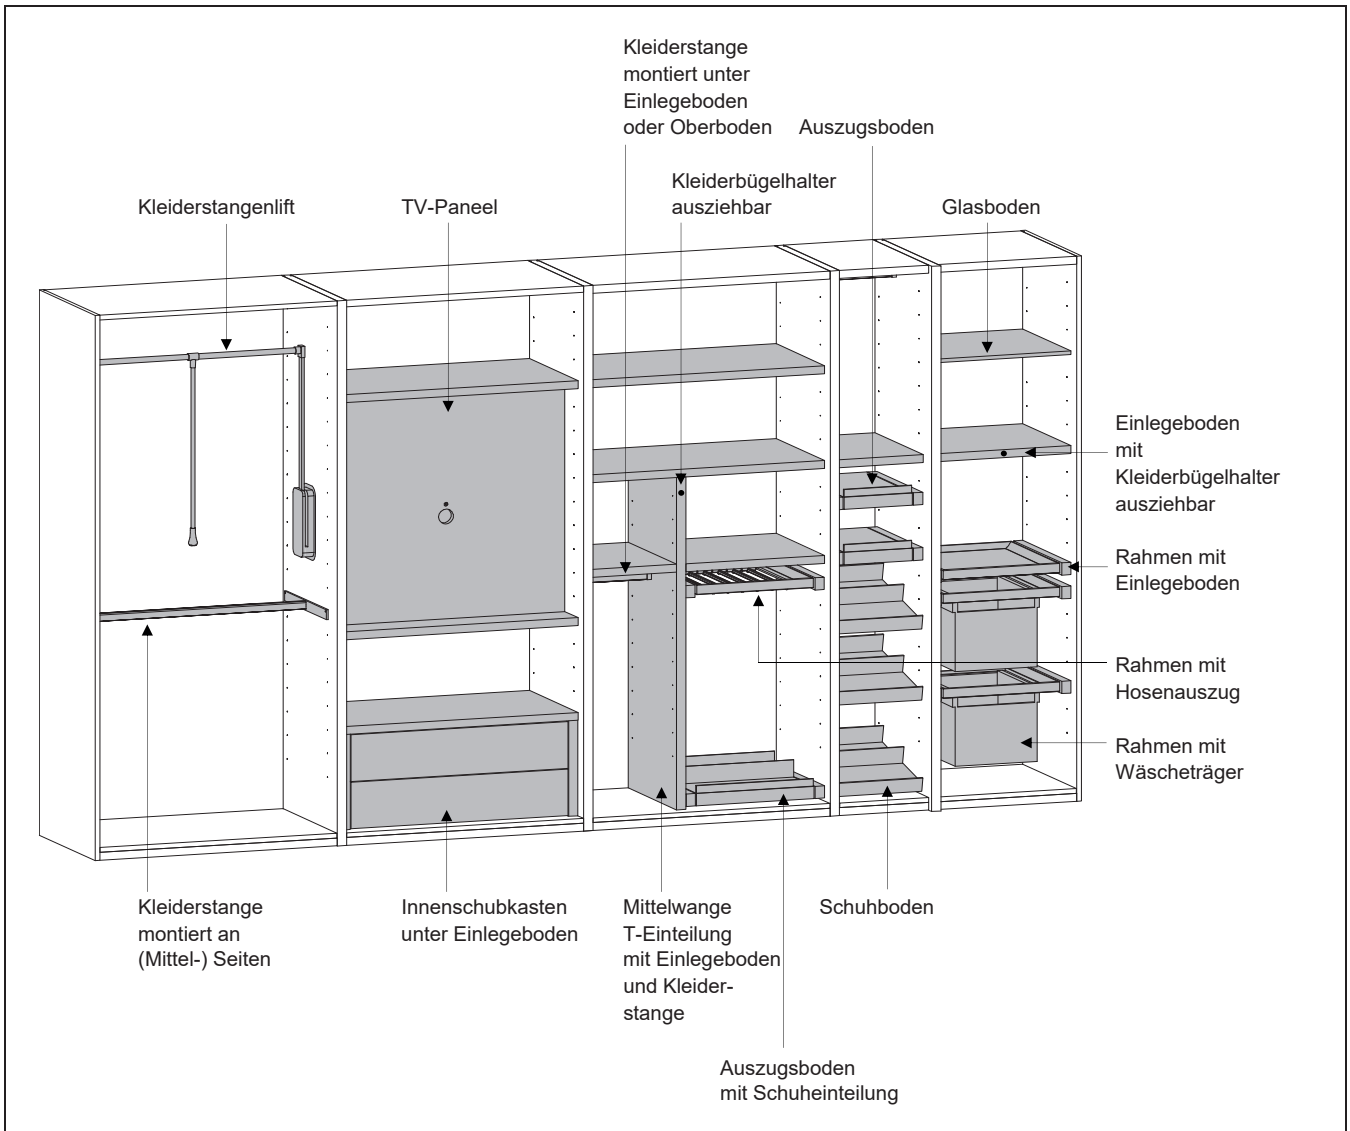 Kleiderstange
montiert unter
Einlegeboden
oder Oberboden
Auszugsboden
Kleiderbügelhalter
ausziehbar
Kleiderstangenlift
TV-Paneel
Glasboden
Einlegeboden
mit
Kleiderbügelhalter
ausziehbar
Rahmen mit
Einlegeboden
Rahmen mit
Hosenauszug
Rahmen mit
Wäscheträger
Kleiderstange
montiert an
(Mittel-) Seiten
Innenschubkasten
unter Einlegeboden
Mittelwange
T-Einteilung
mit Einlegeboden
und Kleider-
stange
Schuhboden
Auszugsboden
mit Schuheinteilung